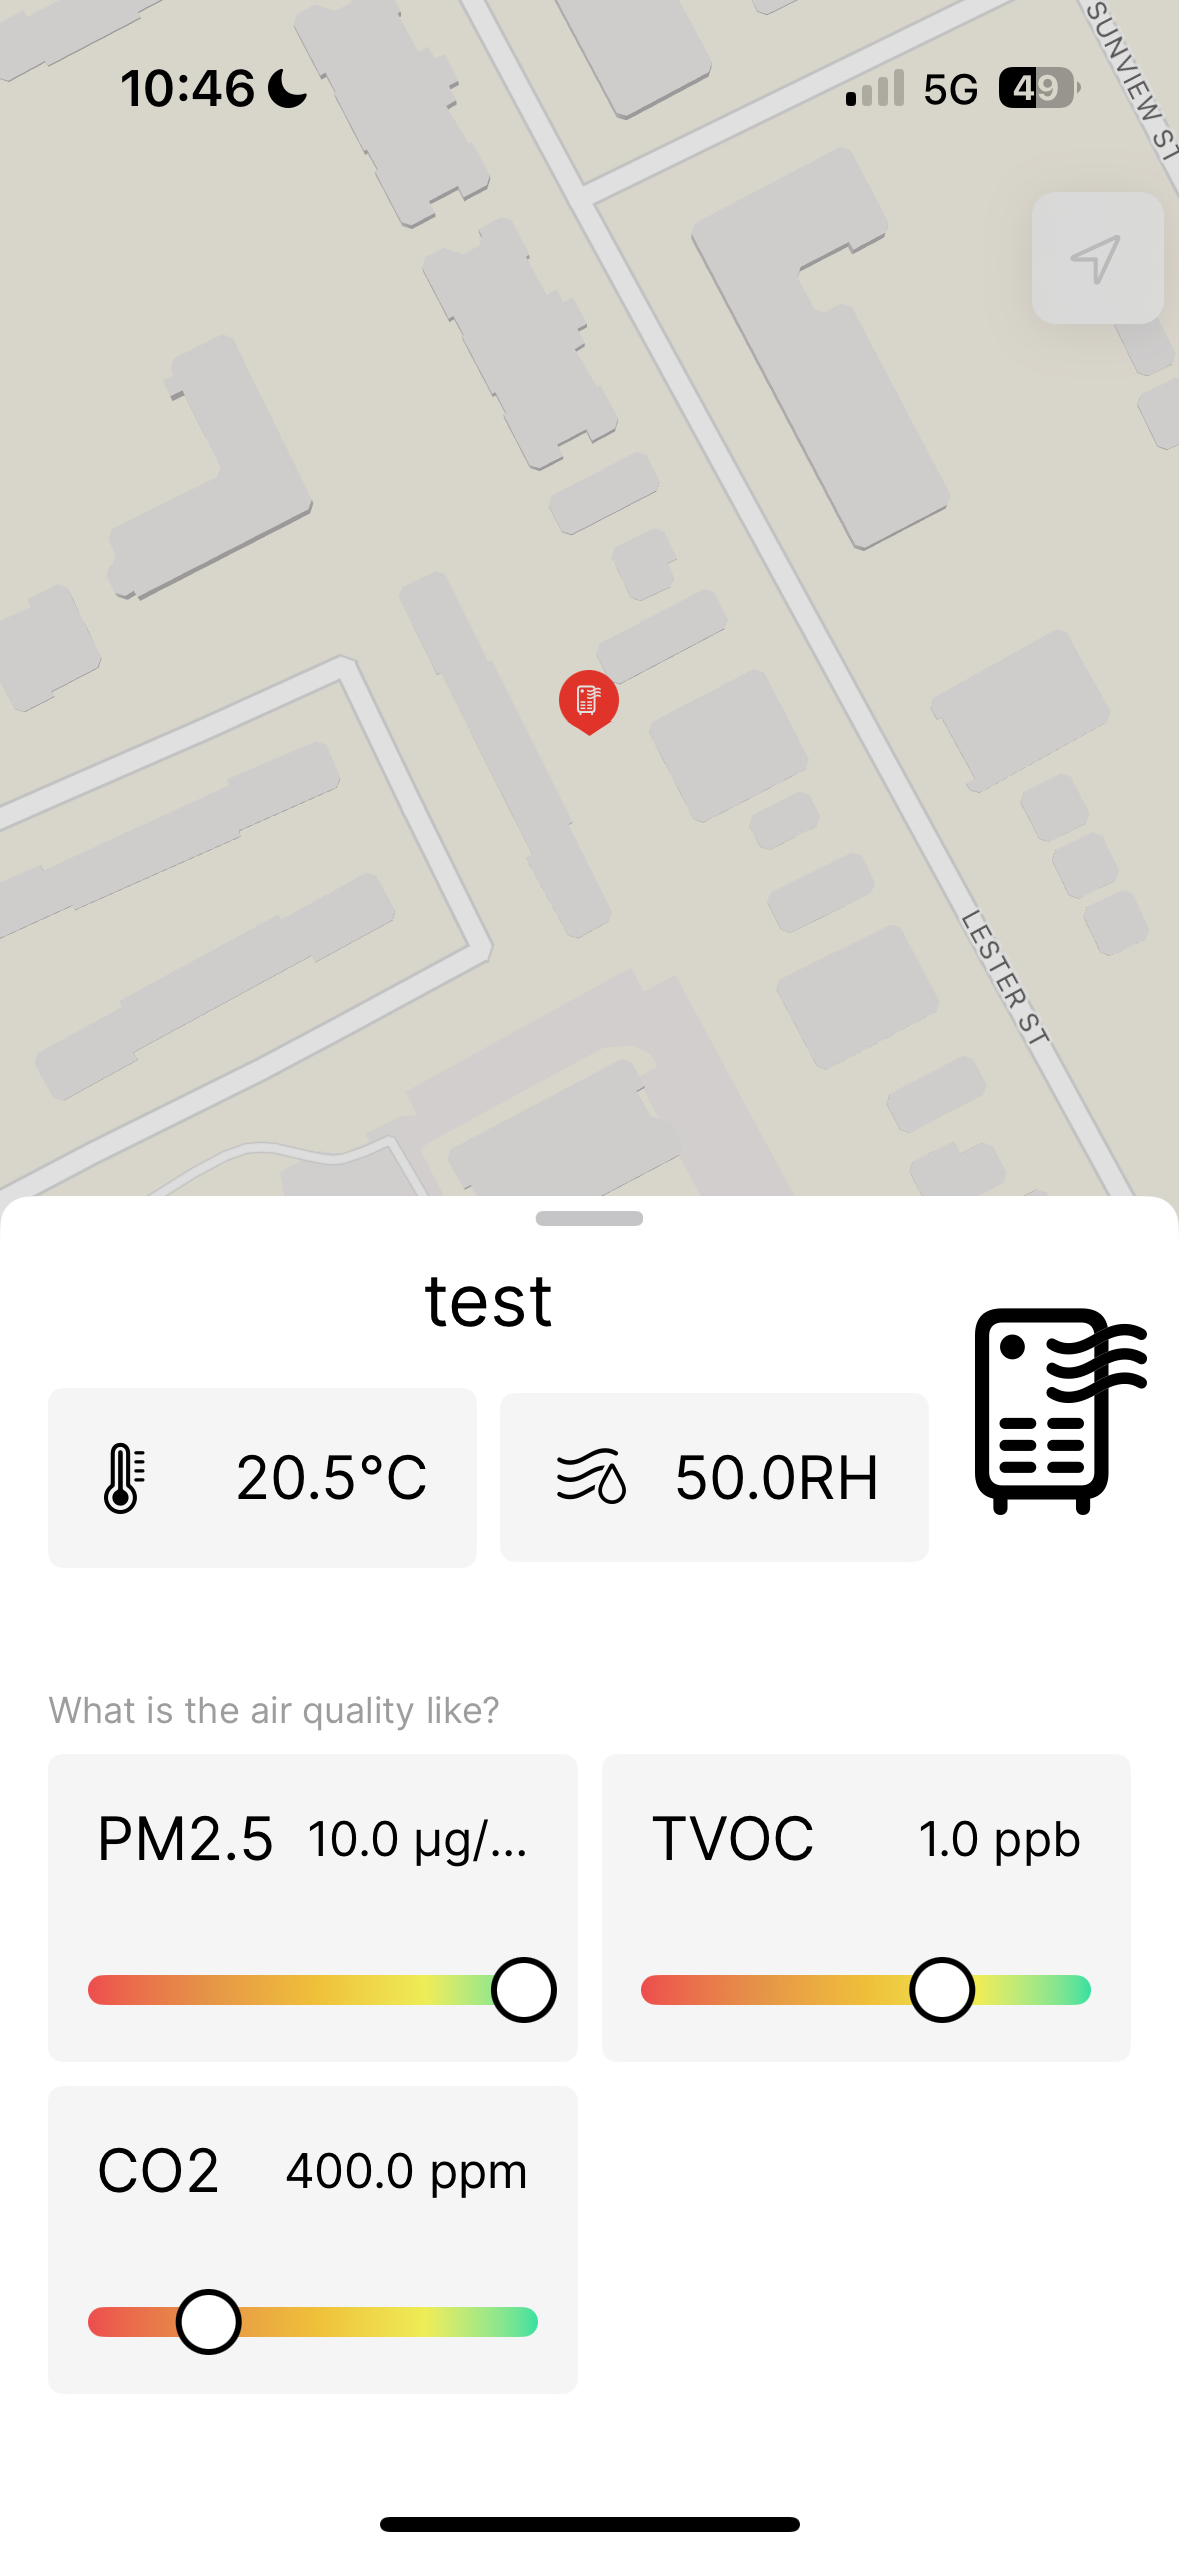 SUNVIEW ST
10:46
5G
49
LESTER ST
test
20.5°C
50.0RH
What is the air quality like?
PM2.5 10.0 µg/...
TVOC 1.0 ppb
CO2 400.0 ppm